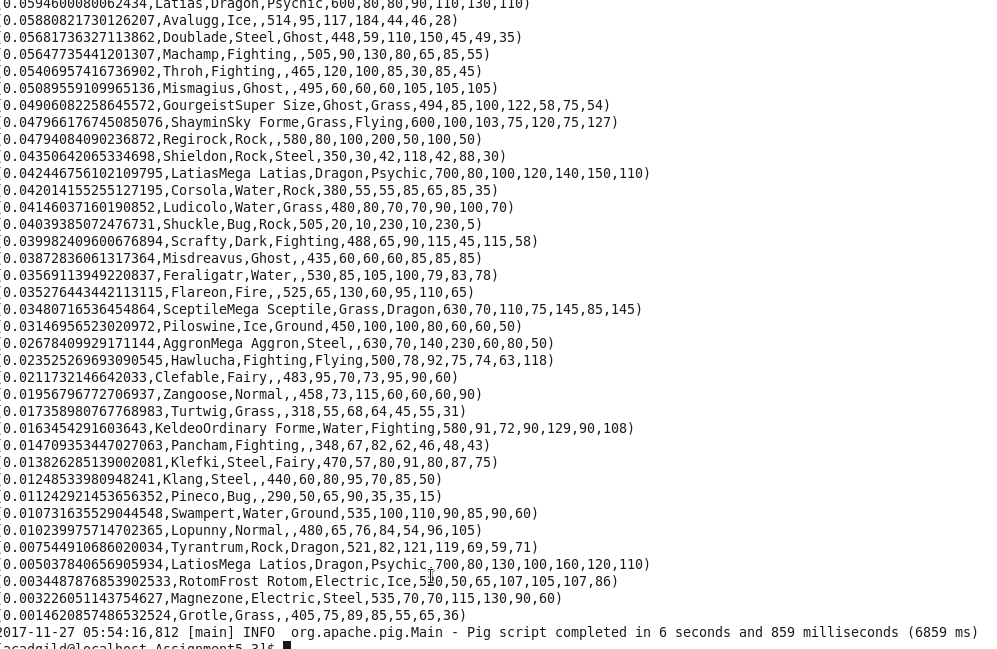 (0.0594600080062434,Latias,Dragon,Psychic,600,80,80,90,110,130,110)
(0.05880821730126207,Avalugg,Ice,,514,95,117,184,44,46,28)
(0.05681736327113862,Doublade,Steel,Ghost,448,59,110,150,45,49,35)
(0.05647735441201307,Machamp,Fighting,,505,90,130,80,65,85,55)
(0.05406957416736902,Throh,Fighting,,465,120,100,85,30,85,45)
(0.05089559109965136,Mismagius,Ghost,,495,60,60,60,105,105,105)
(0.04906082258645572,GourgeistSuper Size,Ghost,Grass,494,85,100,122,58,75,54)
(0.047966176745085076,ShayminSky Forme,Grass,Flying,600,100,103,75,120,75,127)
(0.04794084090236872,Regirock,Rock,,580,80,100,200,50,100,50)
(0.04350642065334698,Shieldon,Rock,Steel,350,30,42,118,42,88,30)
(0.042446756102109795,LatiasMega Latias,Dragon,Psychic,700,80,100,120,140,150,110)
(0.042014155255127195,Corsola,Water,Rock,380,55,55,85,65,85,35)
(0.04146037160190852,Ludicolo,Water,Grass,480,80,70,70,90,100,70)
(0.04039385072476731,Shuckle,Bug,Rock,505,20,10,230,10,230,5)
(0.039982409600676894,Scrafty,Dark,Fighting,488,65,90,115,45,115,58)
(0.03872836061317364,Misdreavus,Ghost,,435,60,60,60,85,85,85)
(0.03569113949220837,Feraligatr,Water,,530,85,105,100,79,83,78)
(0.035276443442113115,Flareon,Fire,,525,65,130,60,95,110,65)
(0.03480716536454864,SceptileMega Sceptile,Grass,Dragon,630,70,110,75,145,85,145)
(0.03146956523020972,Piloswine,Ice,Ground,450,100,100,80,60,60,50)
(0.02678409929171144,AggronMega Aggron,Steel,,630,70,140,230,60,80,50)
(0.023525269693090545,Hawlucha,Fighting,Flying,500,78,92,75,74,63,118)
(0.0211732146642033,Clefable,Fairy,,483,95,70,73,95,90,60)
(0.01956796772706937,Zangoose,Normal,,458,73,115,60,60,60,90)
(0.017358980767768983,Turtwig,Grass,,318,55,68,64,45,55,31)
(0.0163454291603643,KeldeoOrdinary Forme,Water,Fighting,580,91,72,90,129,90,108)
(0.014709353447027063,Pancham,Fighting,,348,67,82,62,46,48,43)
(0.013826285139002081,Klefki,Steel,Fairy,470,57,80,91,80,87,75)
(0.01248533980948241,Klang,Steel,,440,60,80,95,70,85,50)
(0.011242921453656352,Pineco,Bug,,290,50,65,90,35,35,15)
(0.010731635529044548,Swampert,Water,Ground,535,100,110,90,85,90,60)
(0.010239975714702365,Lopunny,Normal,,480,65,76,84,54,96,105)
(0.007544910686020034,Tyrantrum,Rock,Dragon,521,82,121,119,69,59,71)
(0.005037840656905934,LatiosMega Latios,Dragon,Psychic,700,80,130,100,160,120,110)
(0.0034487876853902533,RotomFrost Rotom,Electric,Ice,520,50,65,107,105,107,86)
(0.003226051143754627,Magnezone,Electric,Steel,535,70,70,115,130,90,60)
(0.0014620857486532524,Grotle,Grass,,405,75,89,85,55,65,36)
2017-11-27 05:54:16,812 [main] INFO  org.apache.pig.Main - Pig script completed in 6 seconds and 859 milliseconds (6859 ms)
[acadgild@localhost Assignment5.3]$